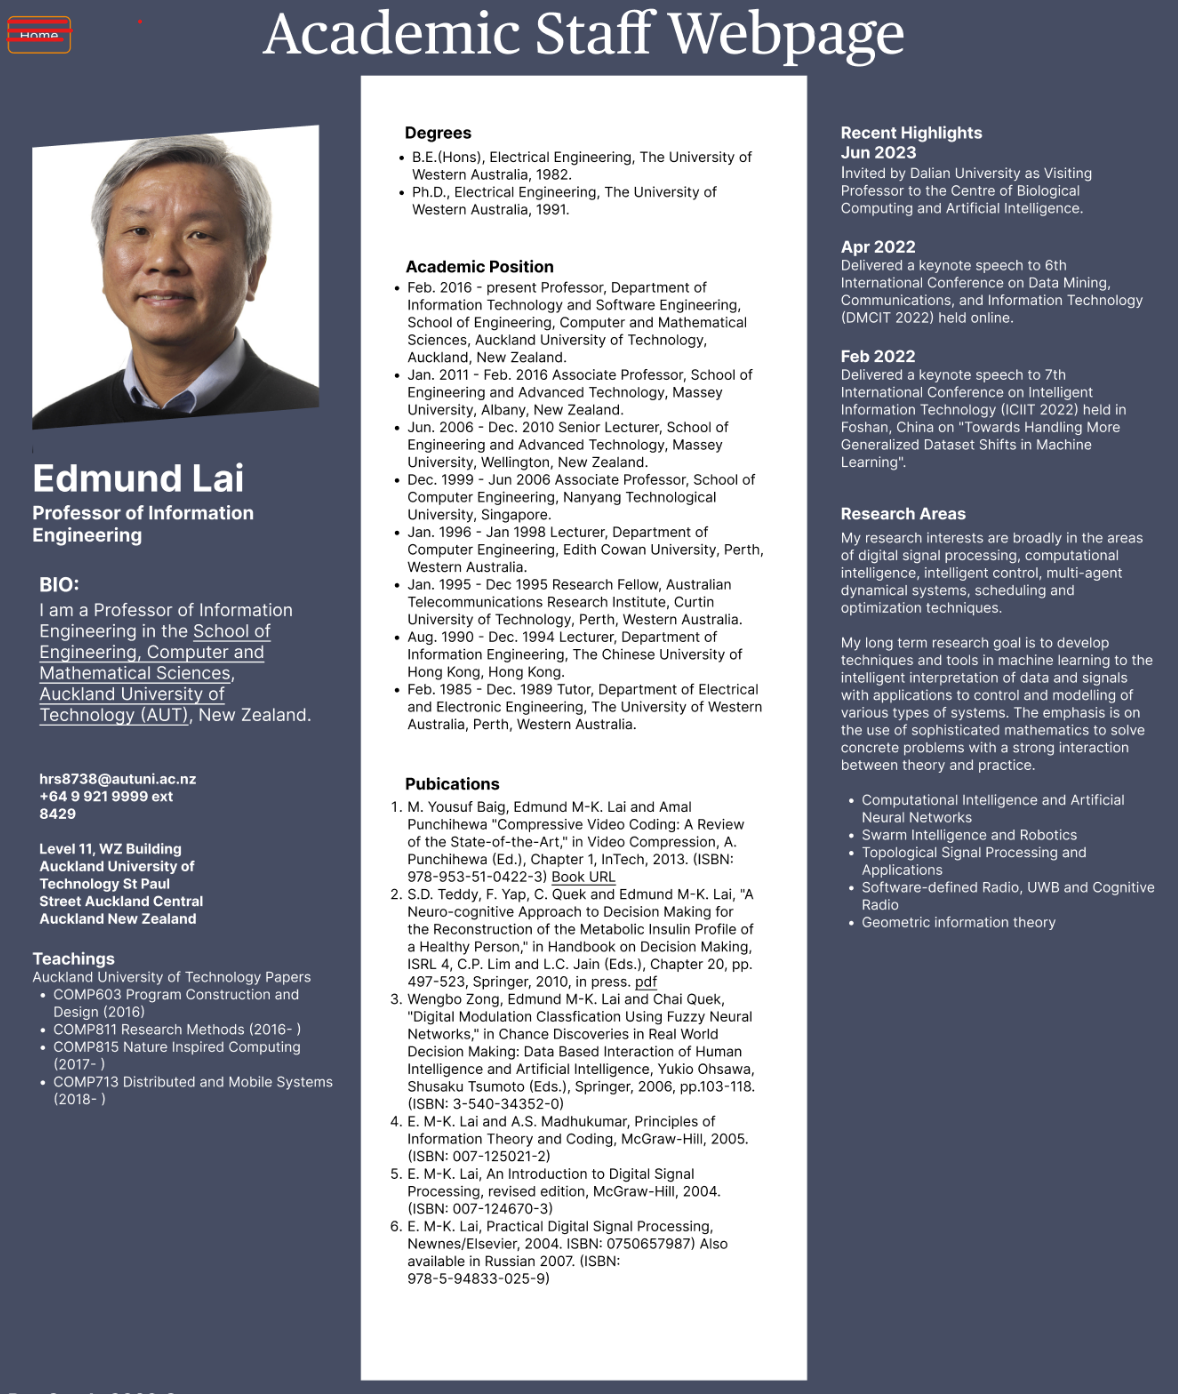 Home
Academic Staff Webpage
Edmund Lai
Professor of Information
Engineering
BIO:
I am a Professor of Information
Engineering in the School of
Engineering, Computer and
Mathematical Sciences,
Auckland University of
Technology (AUT), New Zealand.
hrs8738@autuni.ac.nz
+64 9 921 9999 ext
8429
Level 11, WZ Building
Auckland University of
Technology St Paul
Street Auckland Central
Auckland New Zealand
Teachings
Auckland University of Technology Papers
• COMP603 Program Construction and
Design (2016)
• COMP811 Research Methods (2016- )
• COMP815 Nature Inspired Computing
(2017- )
• COMP713 Distributed and Mobile Systems
(2018- )
Degrees
• B.E.(Hons), Electrical Engineering, The University of
Western Australia, 1982.
• Ph.D., Electrical Engineering, The University of
Western Australia, 1991.
Academic Position
• Feb. 2016 - present Professor, Department of
Information Technology and Software Engineering,
School of Engineering, Computer and Mathematical
Sciences, Auckland University of Technology,
Auckland, New Zealand.
• Jan. 2011 - Feb. 2016 Associate Professor, School of
Engineering and Advanced Technology, Massey
University, Albany, New Zealand.
• Jun. 2006 - Dec. 2010 Senior Lecturer, School of
Engineering and Advanced Technology, Massey
University, Wellington, New Zealand.
• Dec. 1999 - Jun 2006 Associate Professor, School of
Computer Engineering, Nanyang Technological
University, Singapore.
• Jan. 1996 - Jan 1998 Lecturer, Department of
Computer Engineering, Edith Cowan University, Perth,
Western Australia.
• Jan. 1995 - Dec 1995 Research Fellow, Australian
Telecommunications Research Institute, Curtin
University of Technology, Perth, Western Australia.
• Aug. 1990 - Dec. 1994 Lecturer, Department of
Information Engineering, The Chinese University of
Hong Kong, Hong Kong.
• Feb. 1985 - Dec. 1989 Tutor, Department of Electrical
and Electronic Engineering, The University of Western
Australia, Perth, Western Australia.
Pubications
1. M. Yousuf Baig, Edmund M-K. Lai and Amal
Punchihewa "Compressive Video Coding: A Review
of the State-of-the-Art," in Video Compression, A.
Punchihewa (Ed.), Chapter 1, InTech, 2013. (ISBN:
978-953-51-0422-3) Book URL
2. S.D. Teddy, F. Yap, C. Quek and Edmund M-K. Lai, "A
Neuro-cognitive Approach to Decision Making for
the Reconstruction of the Metabolic Insulin Profile of
a Healthy Person," in Handbook on Decision Making,
ISRL 4, C.P. Lim and L.C. Jain (Eds.), Chapter 20, pp.
497-523, Springer, 2010, in press. pdf
3. Wengbo Zong, Edmund M-K. Lai and Chai Quek,
"Digital Modulation Classfication Using Fuzzy Neural
Networks," in Chance Discoveries in Real World
Decision Making: Data Based Interaction of Human
Intelligence and Artificial Intelligence, Yukio Ohsawa,
Shusaku Tsumoto (Eds.), Springer, 2006, pp.103-118.
(ISBN: 3-540-34352-0)
4. E. M-K. Lai and A.S. Madhukumar, Principles of
Information Theory and Coding, McGraw-Hill, 2005.
(ISBN: 007-125021-2)
5. E. M-K. Lai, An Introduction to Digital Signal
Processing, revised edition, McGraw-Hill, 2004.
(ISBN: 007-124670-3)
6. E. M-K. Lai, Practical Digital Signal Processing,
Newnes/Elsevier, 2004. ISBN: 0750657987) Also
available in Russian 2007. (ISBN:
978-5-94833-025-9)
Recent Highlights
Jun 2023
Invited by Dalian University as Visiting
Professor to the Centre of Biological
Computing and Artificial Intelligence.
Apr 2022
Delivered a keynote speech to 6th
International Conference on Data Mining,
Communications, and Information Technology
(DMCIT 2022) held online.
Feb 2022
Delivered a keynote speech to 7th
International Conference on Intelligent
Information Technology (ICIIT 2022) held in
Foshan, China on "Towards Handling More
Generalized Dataset Shifts in Machine
Learning".
Research Areas
My research interests are broadly in the areas
of digital signal processing, computational
intelligence, intelligent control, multi-agent
dynamical systems, scheduling and
optimization techniques.
My long term research goal is to develop
techniques and tools in machine learning to the
intelligent interpretation of data and signals
with applications to control and modelling of
various types of systems. The emphasis is on
the use of sophisticated mathematics to solve
concrete problems with a strong interaction
between theory and practice.
• Computational Intelligence and Artificial
Neural Networks
• Swarm Intelligence and Robotics
• Topological Signal Processing and
Applications
• Software-defined Radio, UWB and Cognitive
Radio
• Geometric information theory